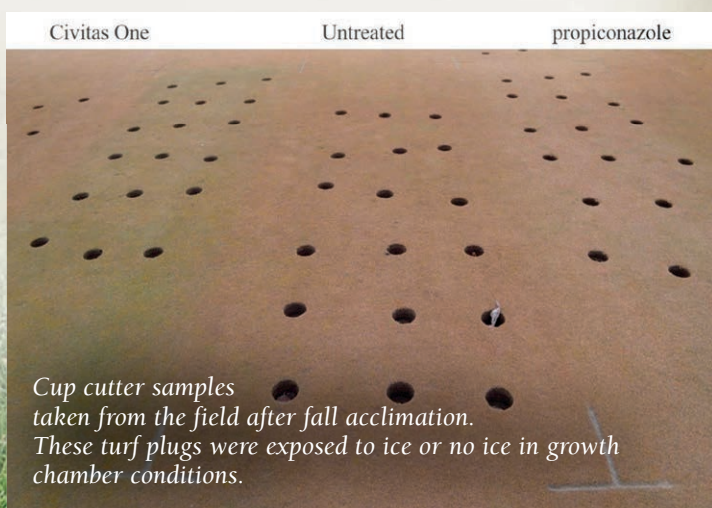 Civitas One Untreated propiconazole
Cup cutter samples
taken from the field after fall acclimation.
These turf plugs were exposed to ice or no ice in growth
chamber conditions.